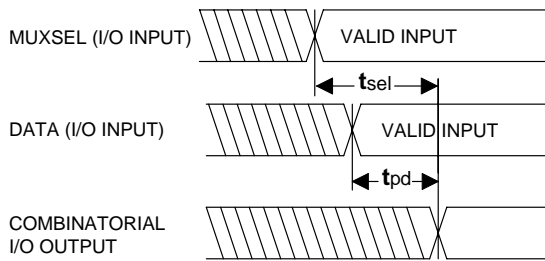 MUXSEL (I/O INPUT)
VALID INPUT
tsel
DATA (I/O INPUT)
VALID INPUT
tpd
COMBINATORIAL
I/O OUTPUT